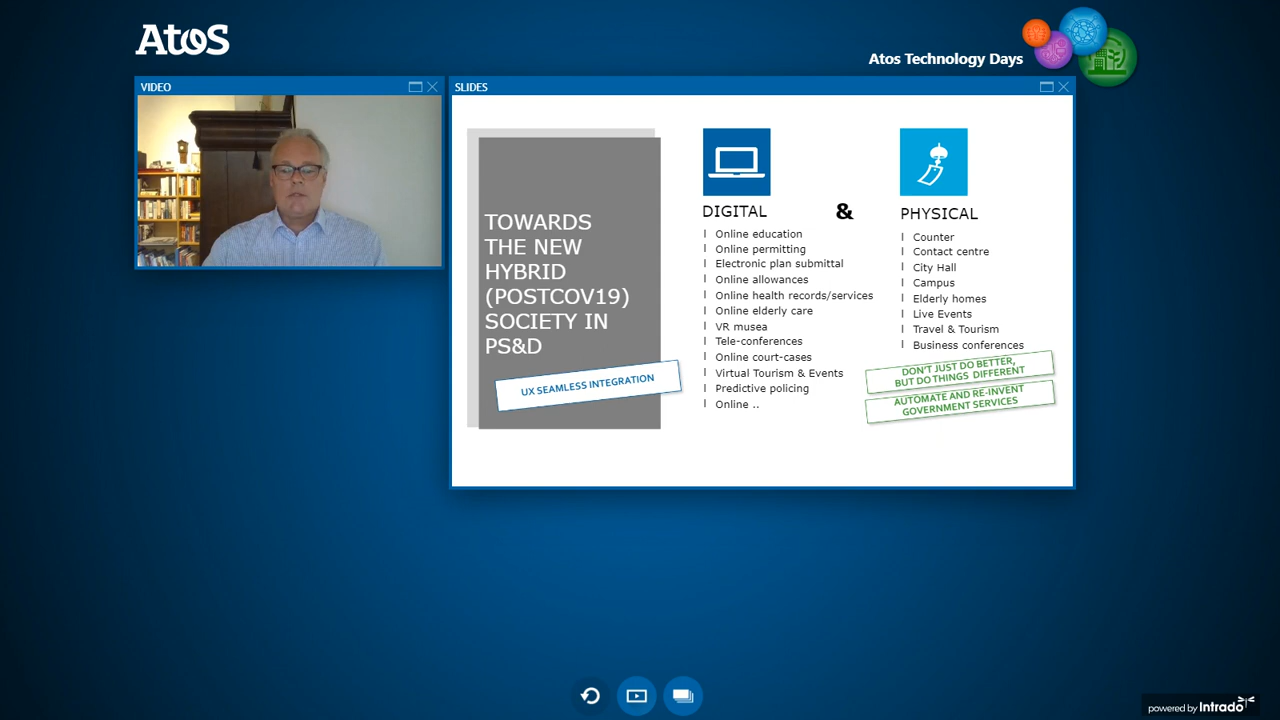 Atos
Atos Technology Days
VIDEO
SLIDES
TOWARDS
THE NEW
HYBRID
(POSTCOV19)
SOCIETY IN
PS&D
UX SEAMLESS INTEGRATION
DIGITAL
Online education
Online permitting
Electronic plan submittal
Online allowances
Online health records/services
Online elderly care
VR musea
Tele-conferences
Online court-cases
Virtual Tourism & Events
Predictive policing
Online ..
&
PHYSICAL
Counter
Contact centre
City Hall
Campus
Elderly homes
Live Events
Travel & Tourism
Business conferences
DON'T JUST DO BETTER,
BUT DO THINGS DIFFERENT
AUTOMATE AND RE-INVENT
GOVERNMENT SERVICES
powered by Intrado